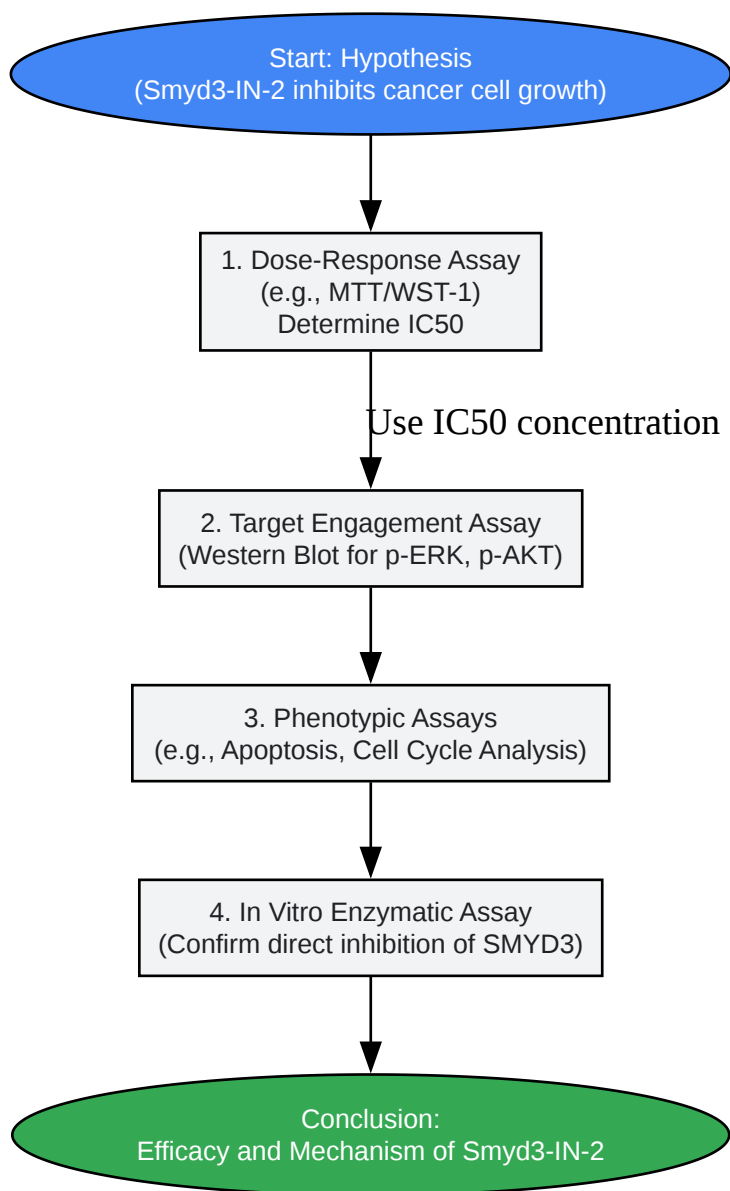 Start: Hypothesis
(Smyd3-IN-2 inhibits cancer cell growth)
1. Dose-Response Assay
(e.g., MTT/WST-1)
Determine IC50
Use IC50 concentration
2. Target Engagement Assay
(Western Blot for p-ERK, p-AKT)
3. Phenotypic Assays
(e.g., Apoptosis, Cell Cycle Analysis)
4. In Vitro Enzymatic Assay
(Confirm direct inhibition of SMYD3)
Conclusion:
Efficacy and Mechanism of Smyd3-IN-2